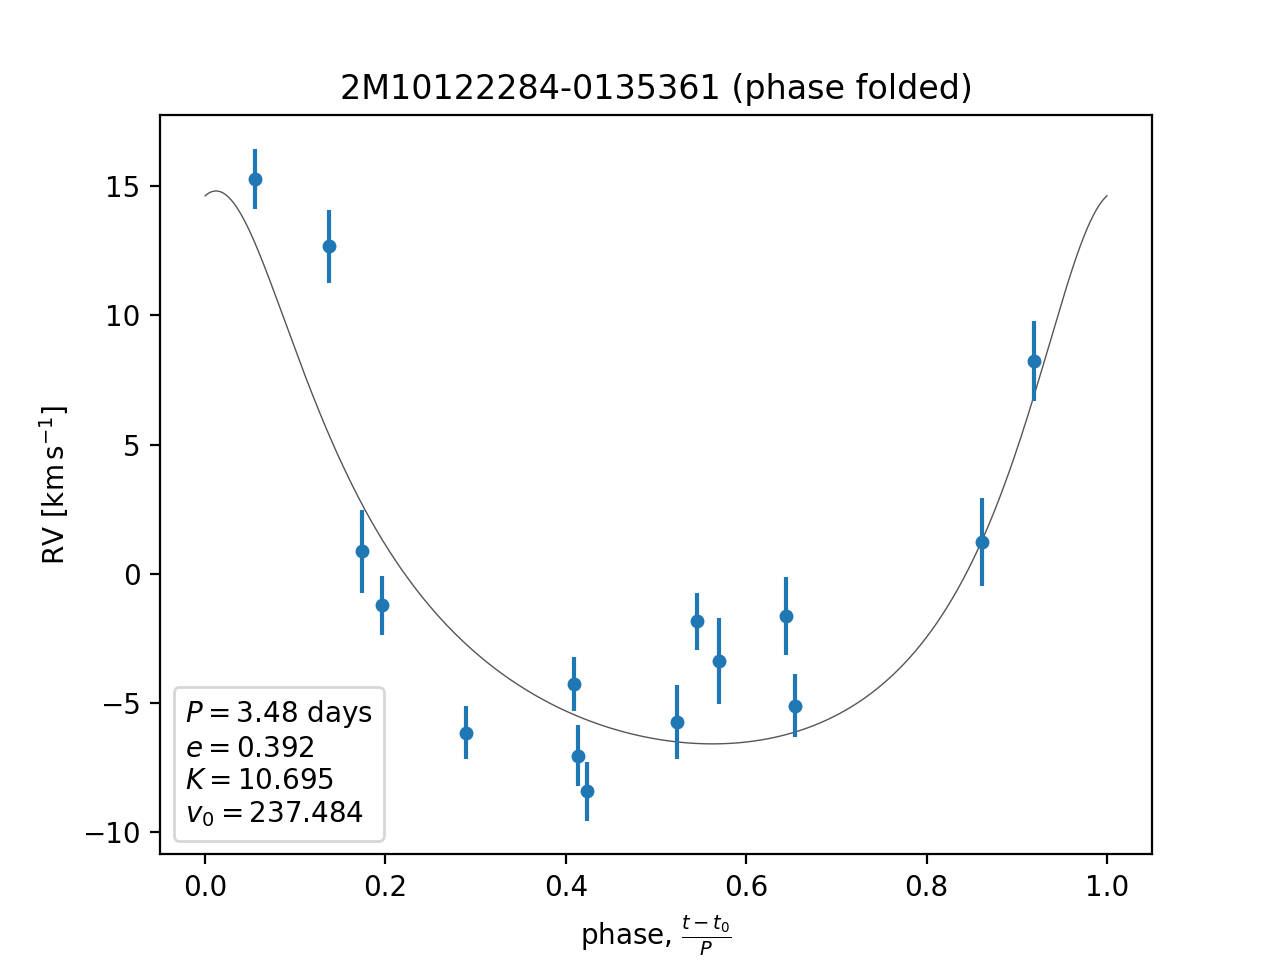 2M10122284-0135361 (phase folded)
RV [km s⁻¹]
15
10
5
0
−5
−10
P = 3.48 days
e = 0.392
K = 10.695
v₀ = 237.484
0.0 0.2 0.4 0.6 0.8 1.0
phase, (t − t₀)/P